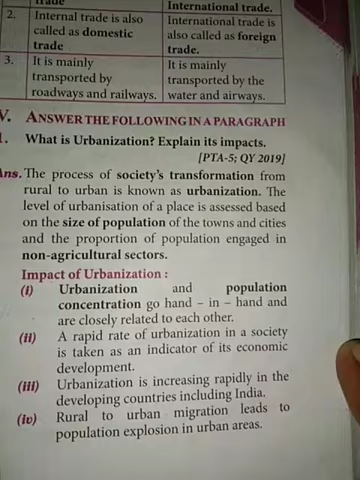 trade
International trade.
2. Internal trade is also
called as domestic
trade
International trade is
also called as foreign
trade.
3. It is mainly
transported by
roadways and railways.
It is mainly
transported by the
water and airways.
V. ANSWER THE FOLLOWING IN A PARAGRAPH
1. What is Urbanization? Explain its impacts.
[PTA-5; QY 2019]
Ans. The process of society's transformation from
rural to urban is known as urbanization. The
level of urbanisation of a place is assessed based
on the size of population of the towns and cities
and the proportion of population engaged in
non-agricultural sectors.
Impact of Urbanization :
(i) Urbanization and population
concentration go hand – in – hand and
are closely related to each other.
(ii) A rapid rate of urbanization in a society
is taken as an indicator of its economic
development.
(iii) Urbanization is increasing rapidly in the
developing countries including India.
(iv) Rural to urban migration leads to
population explosion in urban areas.